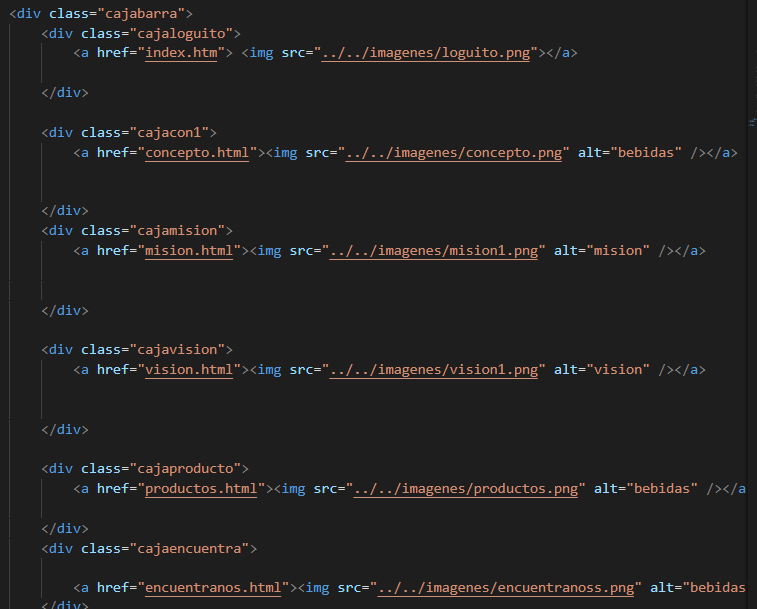 <div class="cajabarra">
<div class="cajaloguito">
<a href="index.htm"> <img src="../../imagenes/loguito.png"></a>
</div>
<div class="cajacon1">
<a href="concepto.html"><img src="../../imagenes/concepto.png" alt="bebidas" /></a>
</div>
<div class="cajamision">
<a href="mision.html"><img src="../../imagenes/mision1.png" alt="mision" /></a>
</div>
<div class="cajavision">
<a href="vision.html"><img src="../../imagenes/vision1.png" alt="vision" /></a>
</div>
<div class="cajaproducto">
<a href="productos.html"><img src="../../imagenes/productos.png" alt="bebidas" /></a
</div>
<div class="cajaencuentra">
<a href="encuentranos.html"><img src="../../imagenes/encuentranoss.png" alt="bebidas
</div>